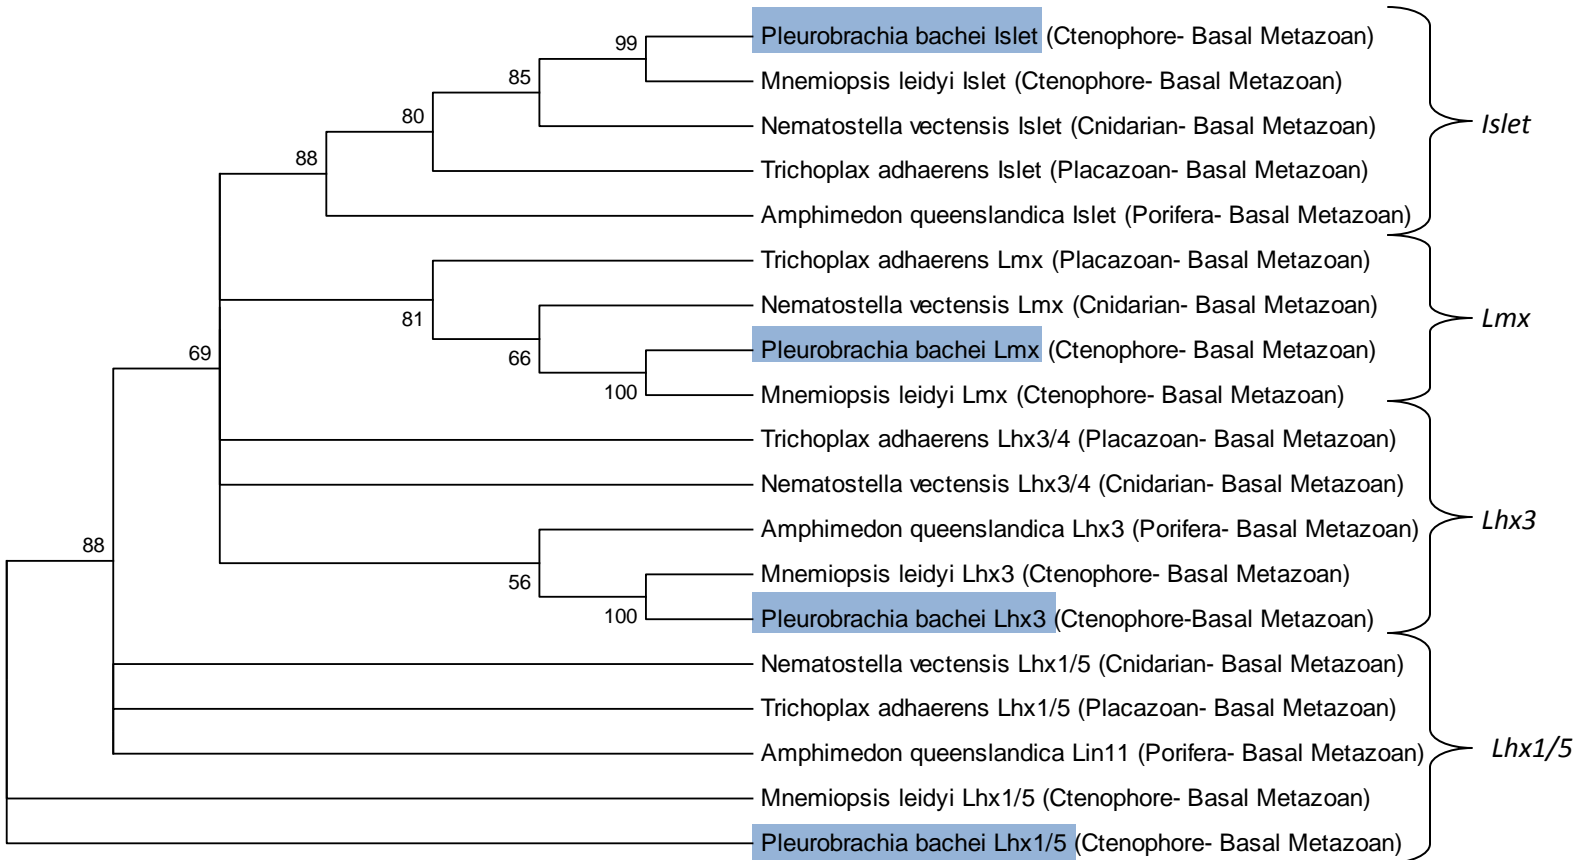 Pleurobrachia bachei Islet (Ctenophore- Basal Metazoan)
99
Mnemiopsis leidyi Islet (Ctenophore- Basal Metazoan)
85
Nematostella vectensis Islet (Cnidarian- Basal Metazoan)
Islet
80
Trichoplax adhaerens Islet (Placazoan- Basal Metazoan)
88
Amphimedon queenslandica Islet (Porifera- Basal Metazoan)
Trichoplax adhaerens Lmx (Placazoan- Basal Metazoan)
81
Nematostella vectensis Lmx (Cnidarian- Basal Metazoan)
Lmx
69
66
Pleurobrachia bachei Lmx (Ctenophore- Basal Metazoan)
100
Mnemiopsis leidyi Lmx (Ctenophore- Basal Metazoan)
Trichoplax adhaerens Lhx3/4 (Placazoan- Basal Metazoan)
Nematostella vectensis Lhx3/4 (Cnidarian- Basal Metazoan)
Lhx3
Amphimedon queenslandica Lhx3 (Porifera- Basal Metazoan)
88
56
Mnemiopsis leidyi Lhx3 (Ctenophore- Basal Metazoan)
100
Pleurobrachia bachei Lhx3 (Ctenophore-Basal Metazoan)
Nematostella vectensis Lhx1/5 (Cnidarian- Basal Metazoan)
Trichoplax adhaerens Lhx1/5 (Placazoan- Basal Metazoan)
Lhx1/5
Amphimedon queenslandica Lin11 (Porifera- Basal Metazoan)
Mnemiopsis leidyi Lhx1/5 (Ctenophore- Basal Metazoan)
Pleurobrachia bachei Lhx1/5 (Ctenophore- Basal Metazoan)